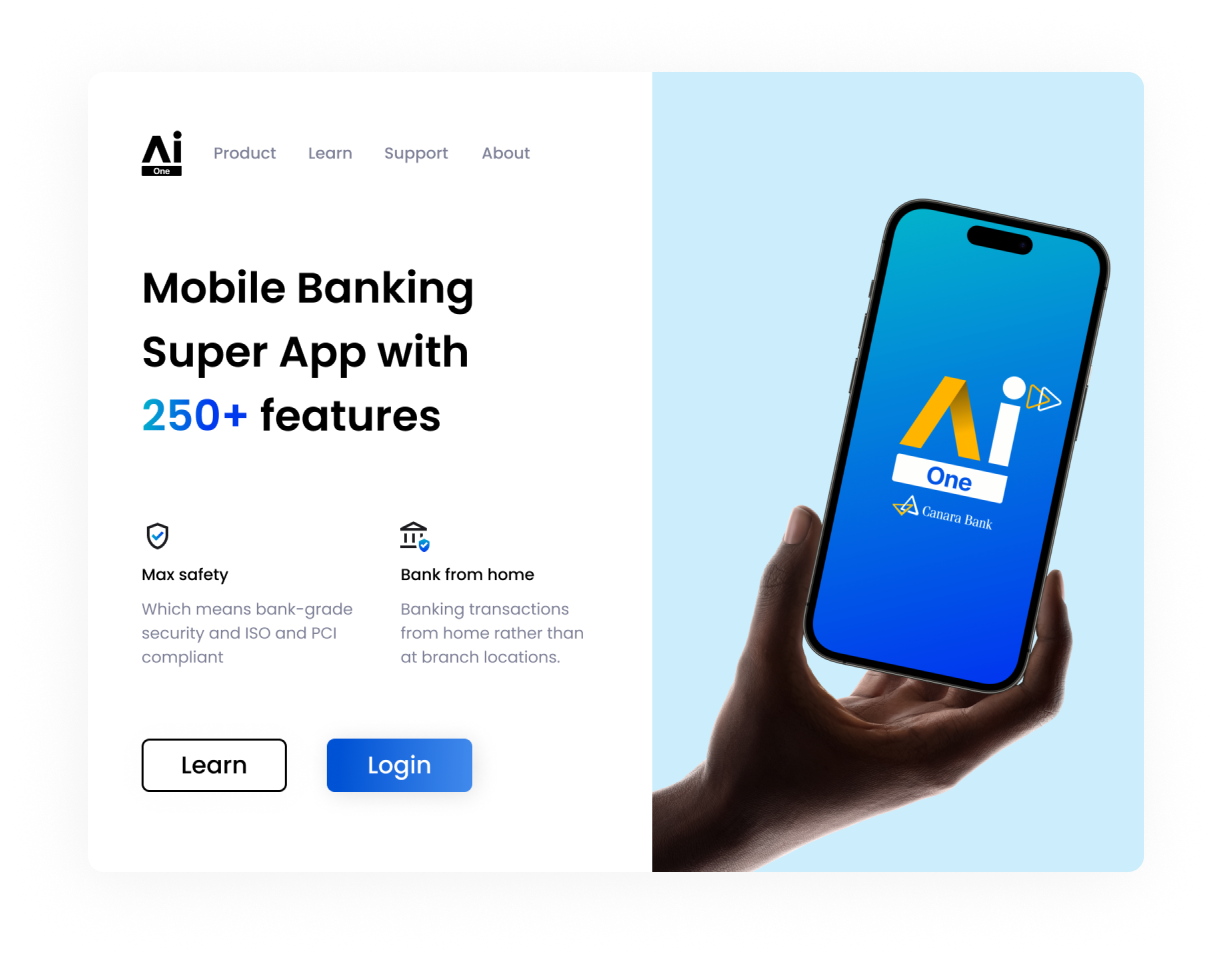 Ai
One
Product Learn Support About
Mobile Banking
Super App with
250+ features
Max safety
Which means bank-grade
security and ISO and PCI
compliant
Bank from home
Banking transactions
from home rather than
at branch locations.
Learn
Login
Ai
One
Canara Bank